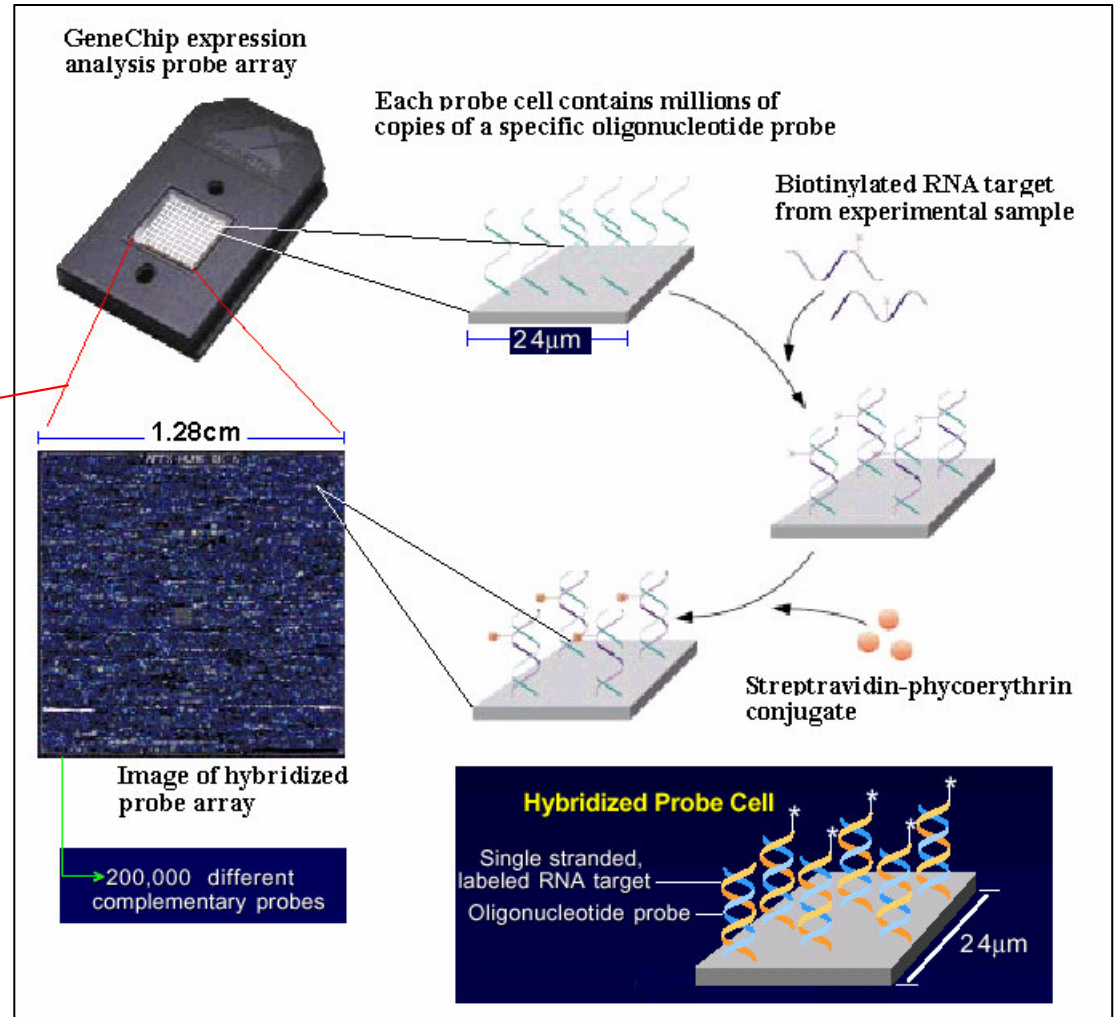 GeneChip expression
analysis probe array
Each probe cell contains millions of
copies of a specific oligonucleotide probe
Biotinylated RNA target
from experimental sample
24μm
1.28cm
Streptravidin-phycoerythrin
conjugate
Image of hybridized
probe array
200,000 different
complementary probes
Hybridized Probe Cell
* * * * * *
Single stranded,
labeled RNA target
Oligonucleotide probe
24μm